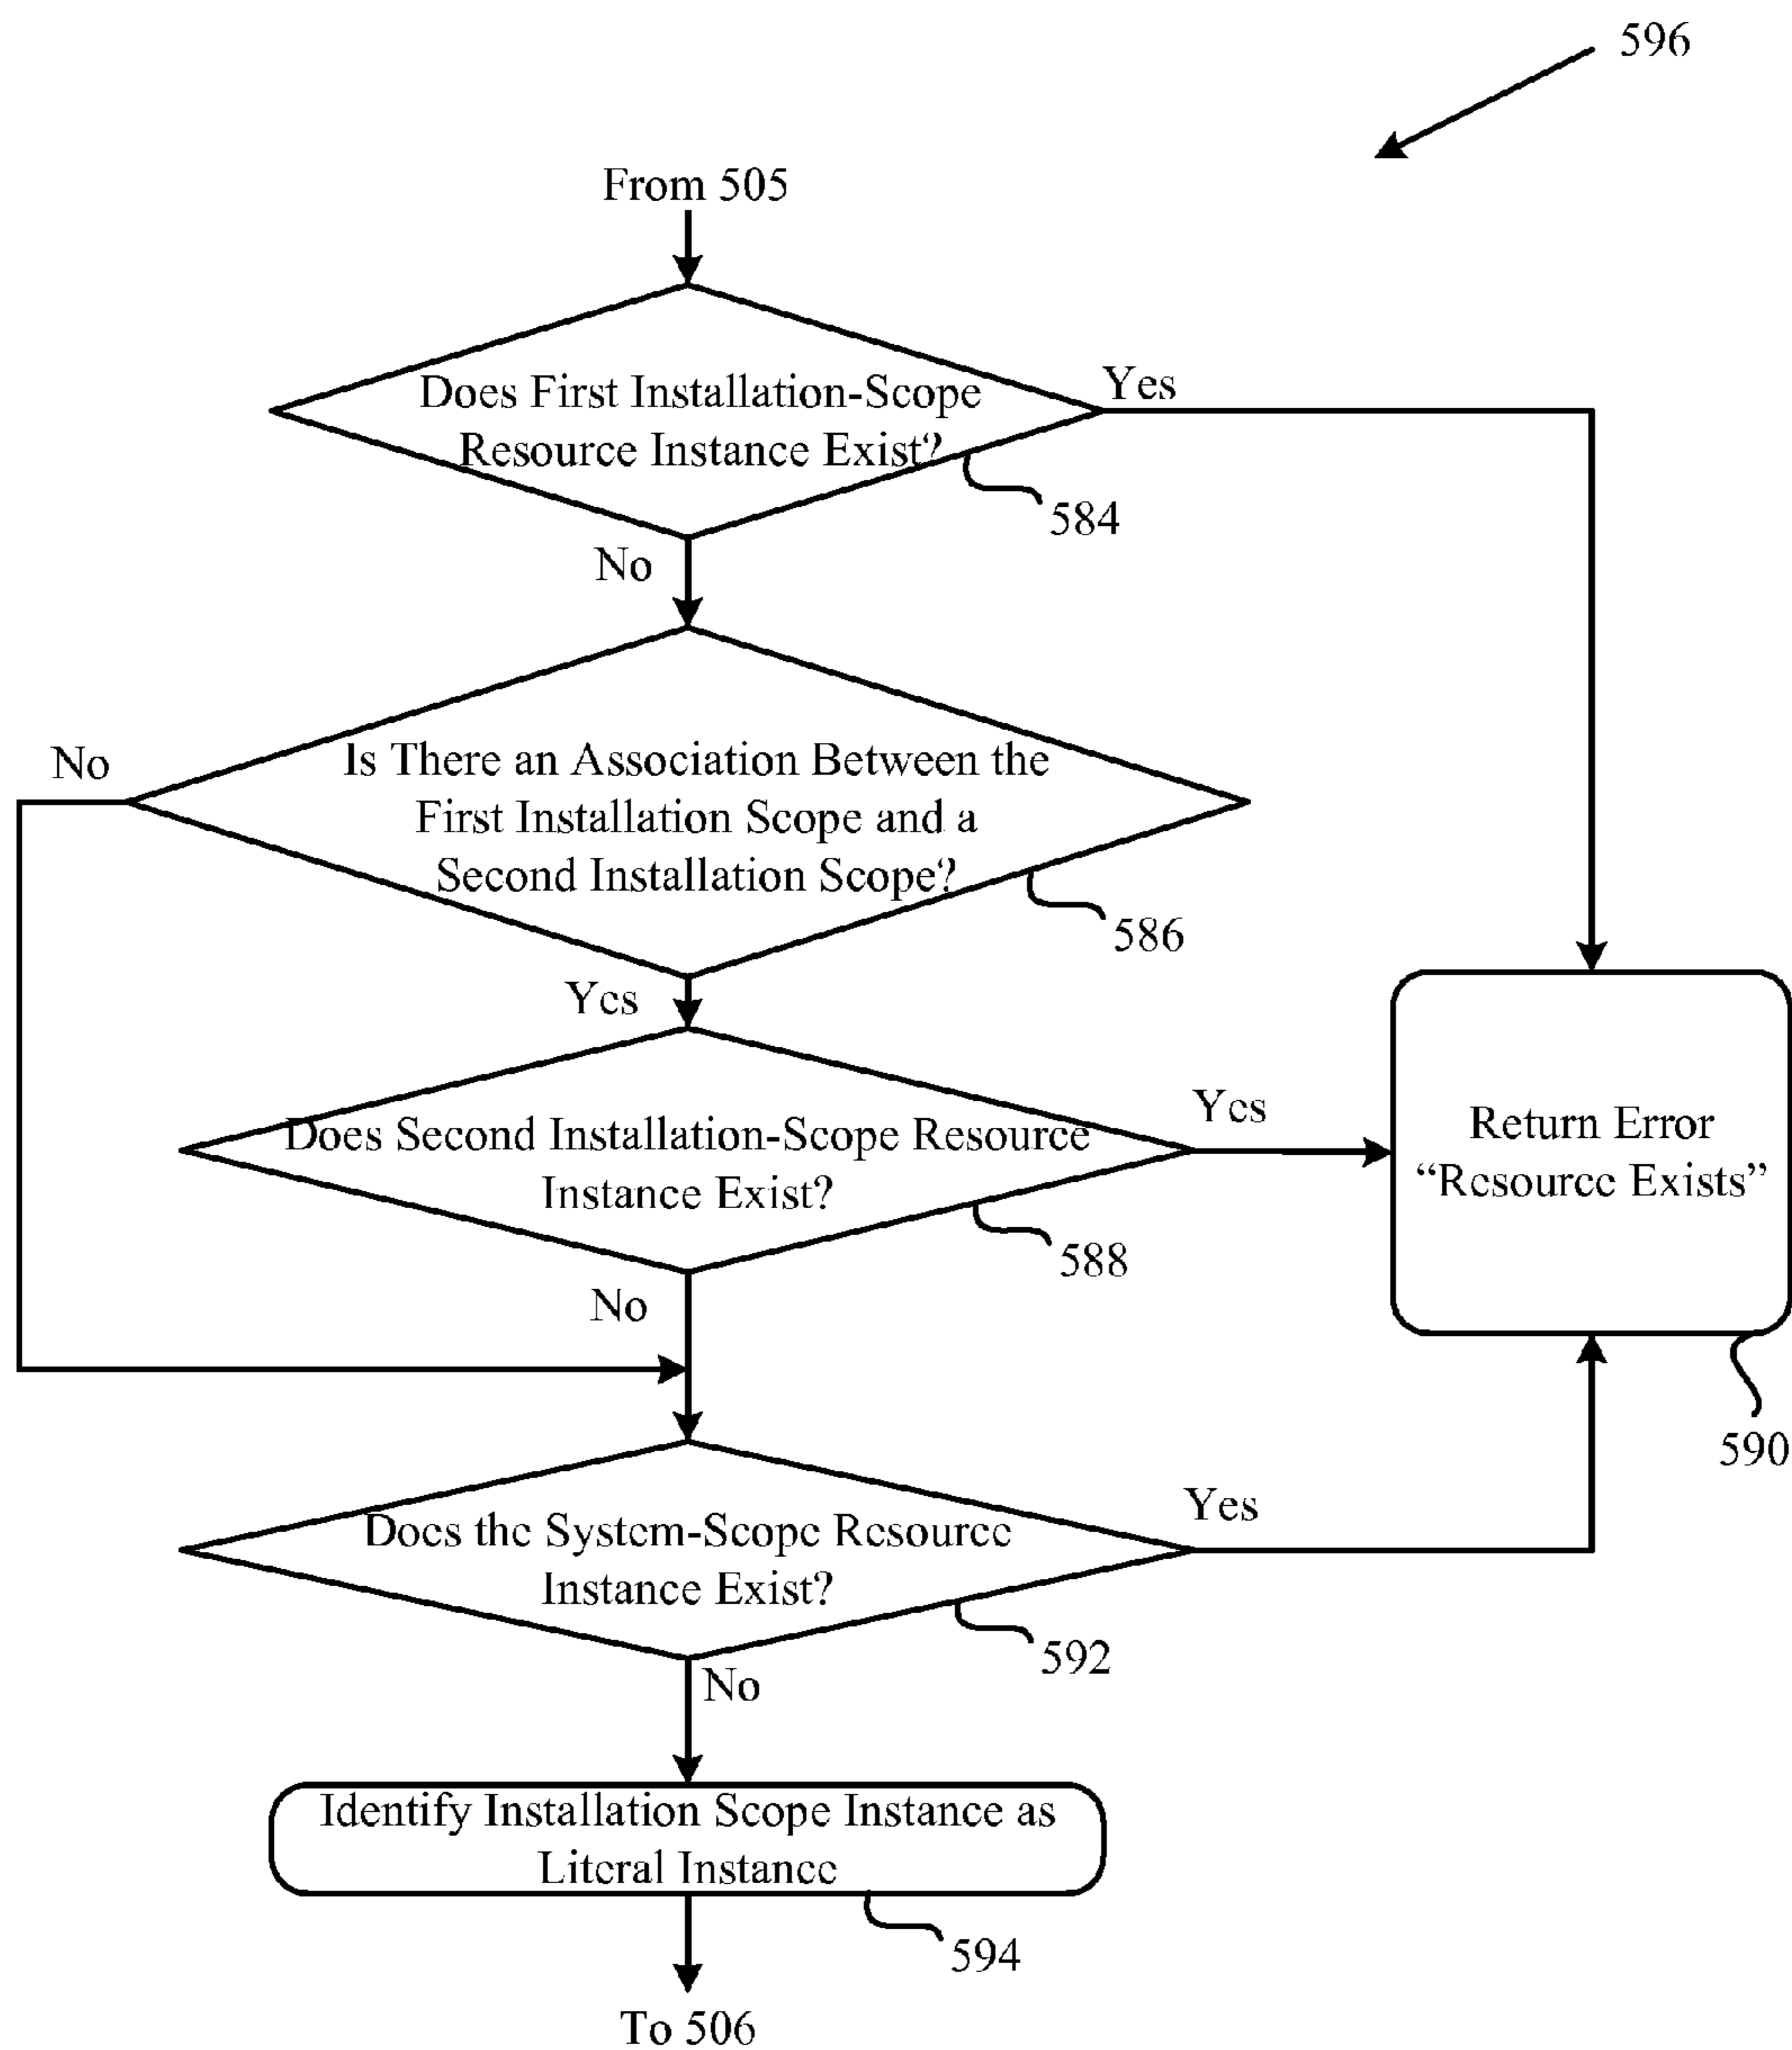 596
From 505
Does First Installation-Scope
Resource Instance Exist?
Yes
584
No
Is There an Association Between the
First Installation Scope and a
Second Installation Scope?
No
586
Yes
Does Second Installation-Scope Resource
Instance Exist?
Yes
588
No
Return Error
“Resource Exists”
590
Does the System-Scope Resource
Instance Exist?
Yes
592
No
Identify Installation Scope Instance as
Literal Instance
594
To 506